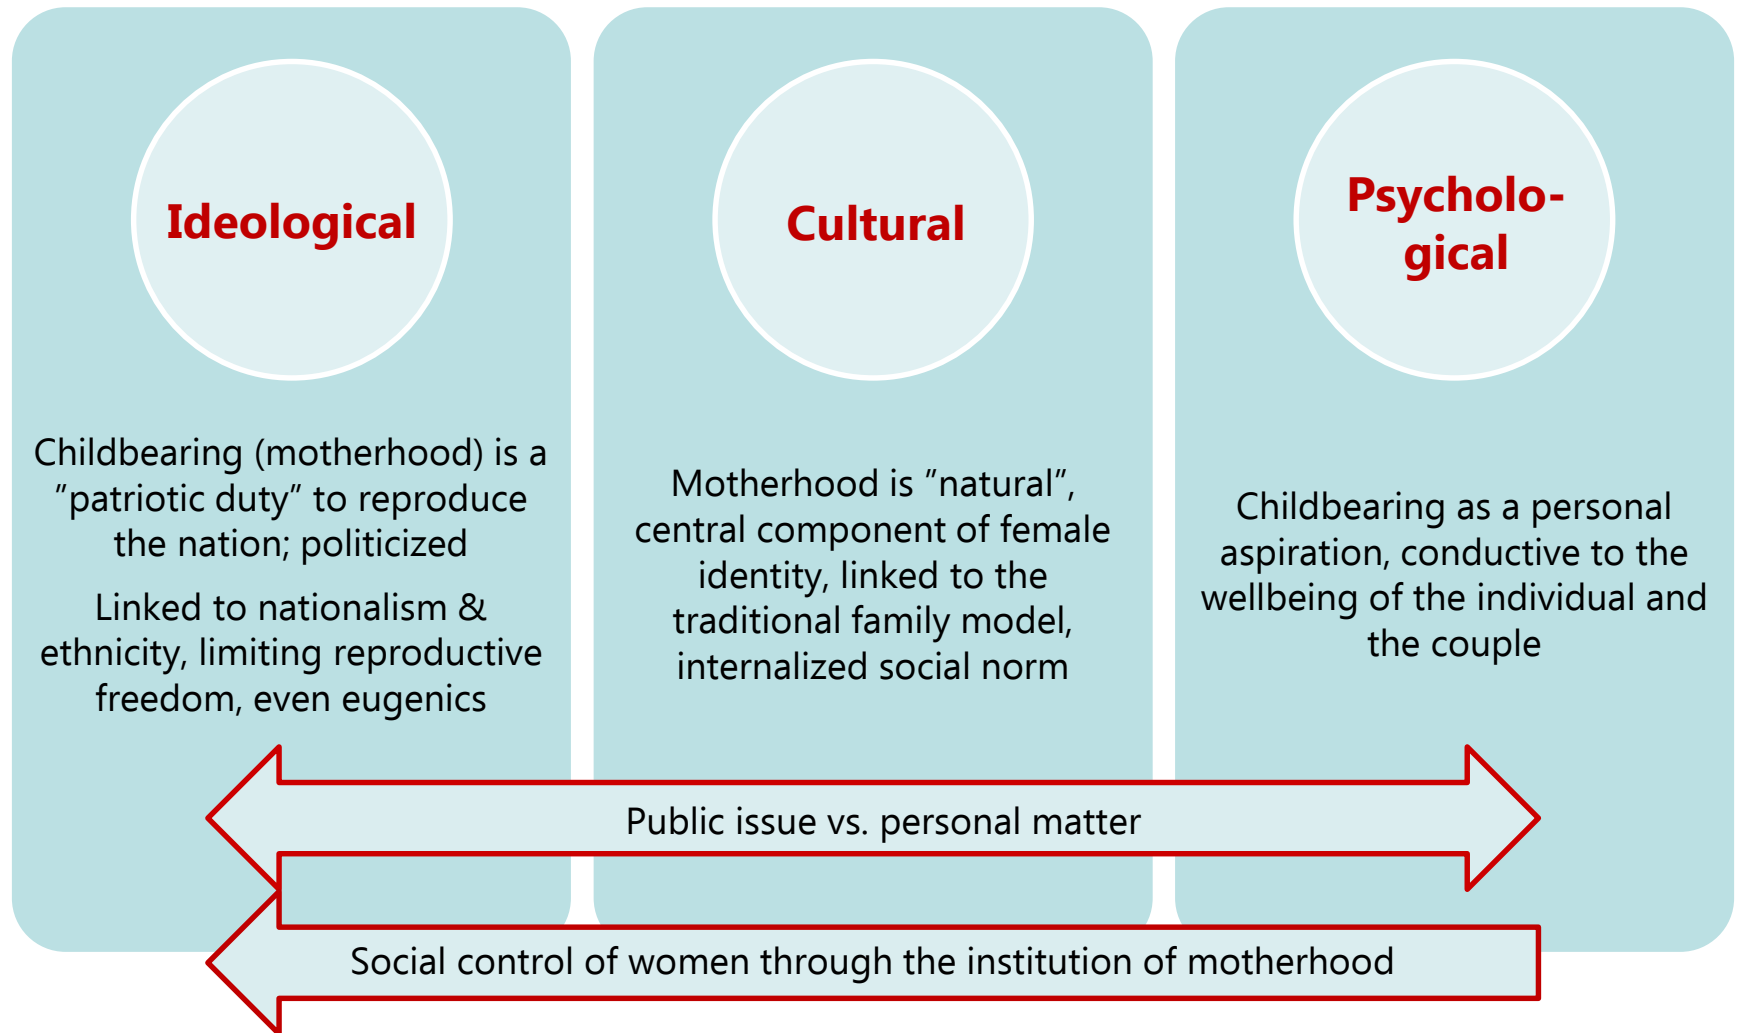 Ideological
Childbearing (motherhood) is a
”patriotic duty” to reproduce
the nation; politicized
Linked to nationalism &
ethnicity, limiting reproductive
freedom, even eugenics
Cultural
Motherhood is ”natural”,
central component of female
identity, linked to the
traditional family model,
internalized social norm
Psycholo-
gical
Childbearing as a personal
aspiration, conductive to the
wellbeing of the individual and
the couple
Public issue vs. personal matter
Social control of women through the institution of motherhood